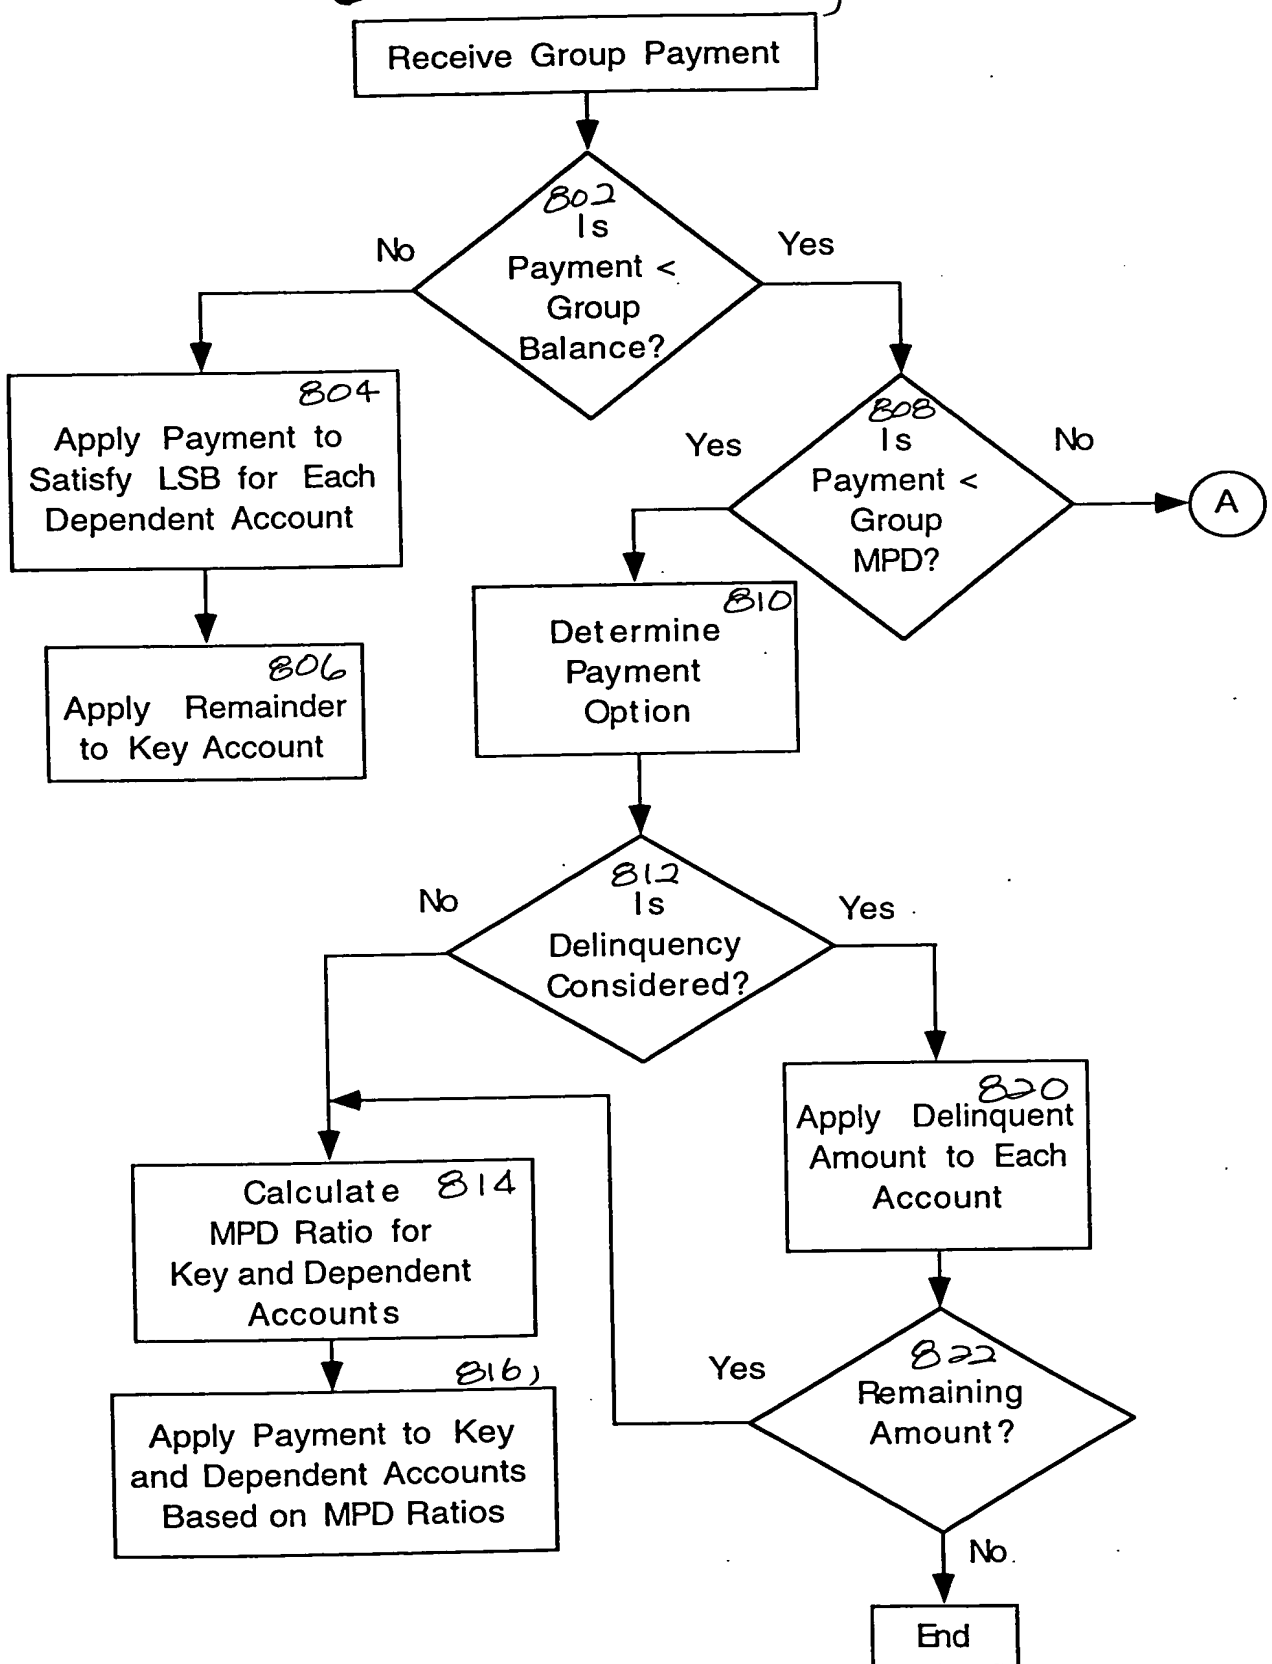 Receive Group Payment
802
Is
Payment <
Group
Balance?
No
Yes
804
Apply Payment to
Satisfy LSB for Each
Dependent Account
806
Apply Remainder
to Key Account
808
Is
Payment <
Group
MPD?
Yes
No
A
810
Determine
Payment
Option
812
Is
Delinquency
Considered?
No
Yes
820
Apply Delinquent
Amount to Each
Account
814
Calculate
MPD Ratio for
Key and Dependent
Accounts
816
Apply Payment to Key
and Dependent Accounts
Based on MPD Ratios
822
Remaining
Amount?
Yes
No
End